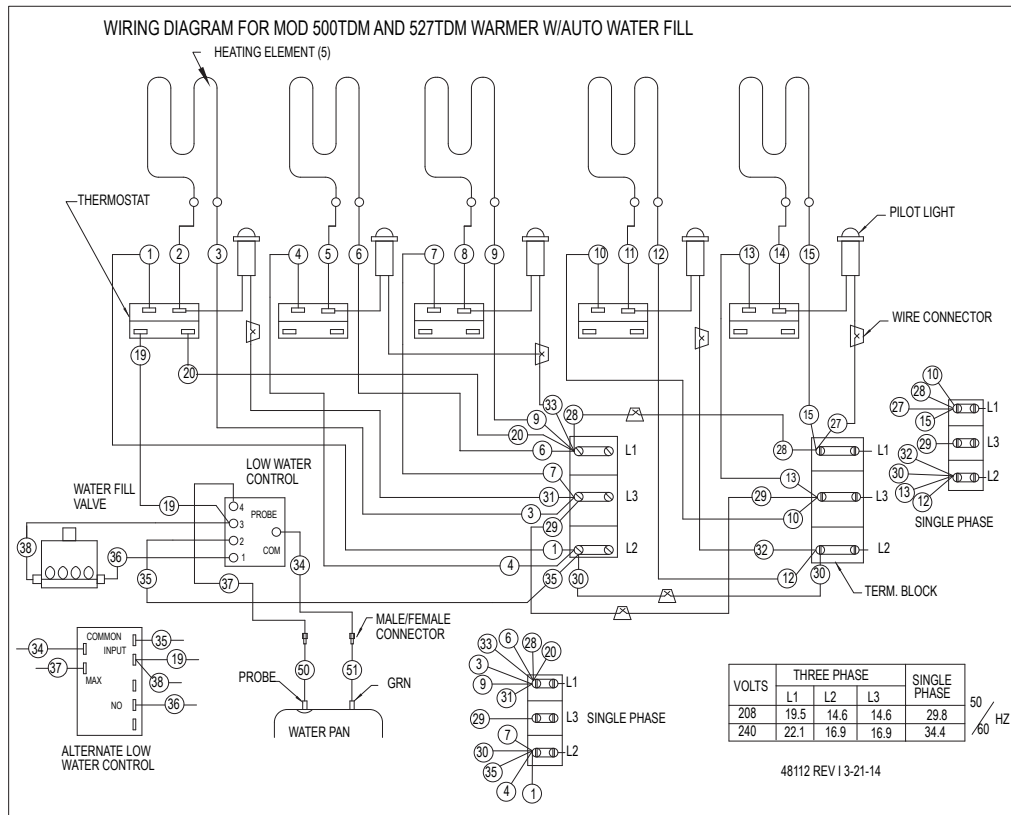 WIRING DIAGRAM FOR MOD 500TDM AND 527TDM WARMER W/AUTO WATER FILL
HEATING ELEMENT (5)
THERMOSTAT
PILOT LIGHT
1 2 3 4 5 6 7 8 9 10 11 12 13 14 15
WIRE CONNECTOR
19
20
33
9 28
20
6 L1
7
31 L3
3
29
1 L2
4
35
30
15 27
28 L1
13
29 L3
10
32 L2
12 30
TERM. BLOCK
10
28
27 L1
15
29 L3
32
30 L2
13
12
SINGLE PHASE
LOW WATER
CONTROL
WATER FILL
VALVE
19
4
PROBE
3
2
COM
1
38
36
35
34
37
MALE/FEMALE
CONNECTOR
50
51
PROBE
GRN
WATER PAN
COMMON
INPUT
MAX
NO
34
37
35
19
38
36
ALTERNATE LOW
WATER CONTROL
6 28
33 20
3
9 L1
31
29 L3 SINGLE PHASE
7
30 L2
35
4
1
VOLTS THREE PHASE SINGLE
PHASE
L1 L2 L3
208 19.5 14.6 14.6 29.8
240 22.1 16.9 16.9 34.4
50
/60 HZ
48112 REV I 3-21-14